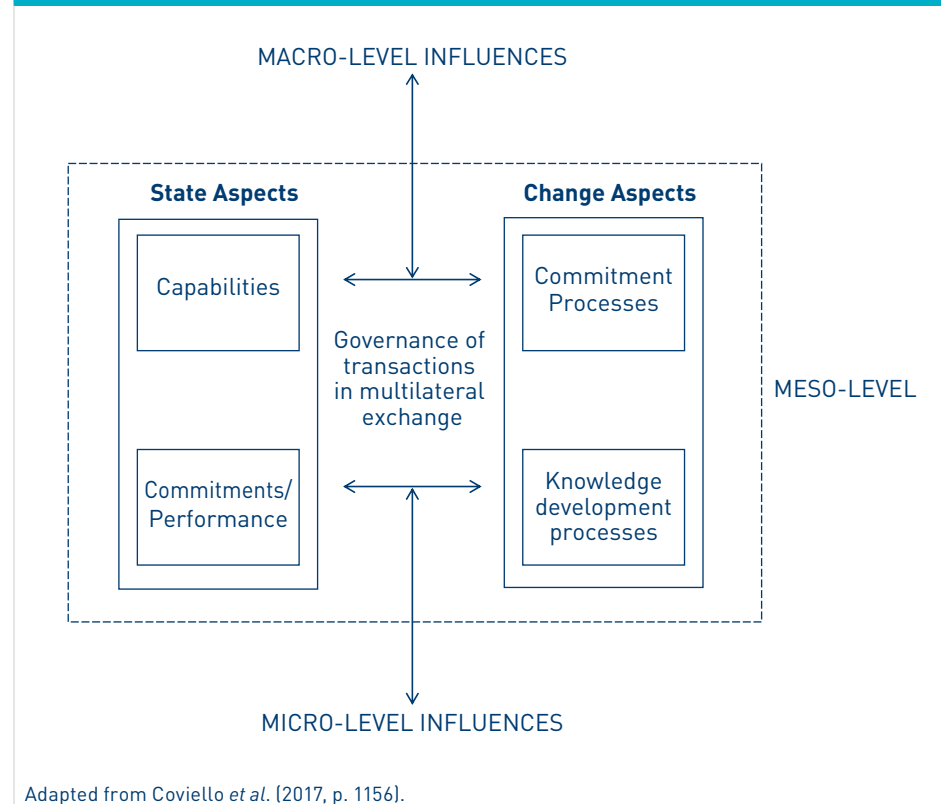 MACRO-LEVEL INFLUENCES
State Aspects
Change Aspects
Capabilities
Commitment
Processes
Governance of
transactions
in multilateral
exchange
MESO-LEVEL
Commitments/
Performance
Knowledge
development
processes
MICRO-LEVEL INFLUENCES
Adapted from Coviello et al. (2017, p. 1156).